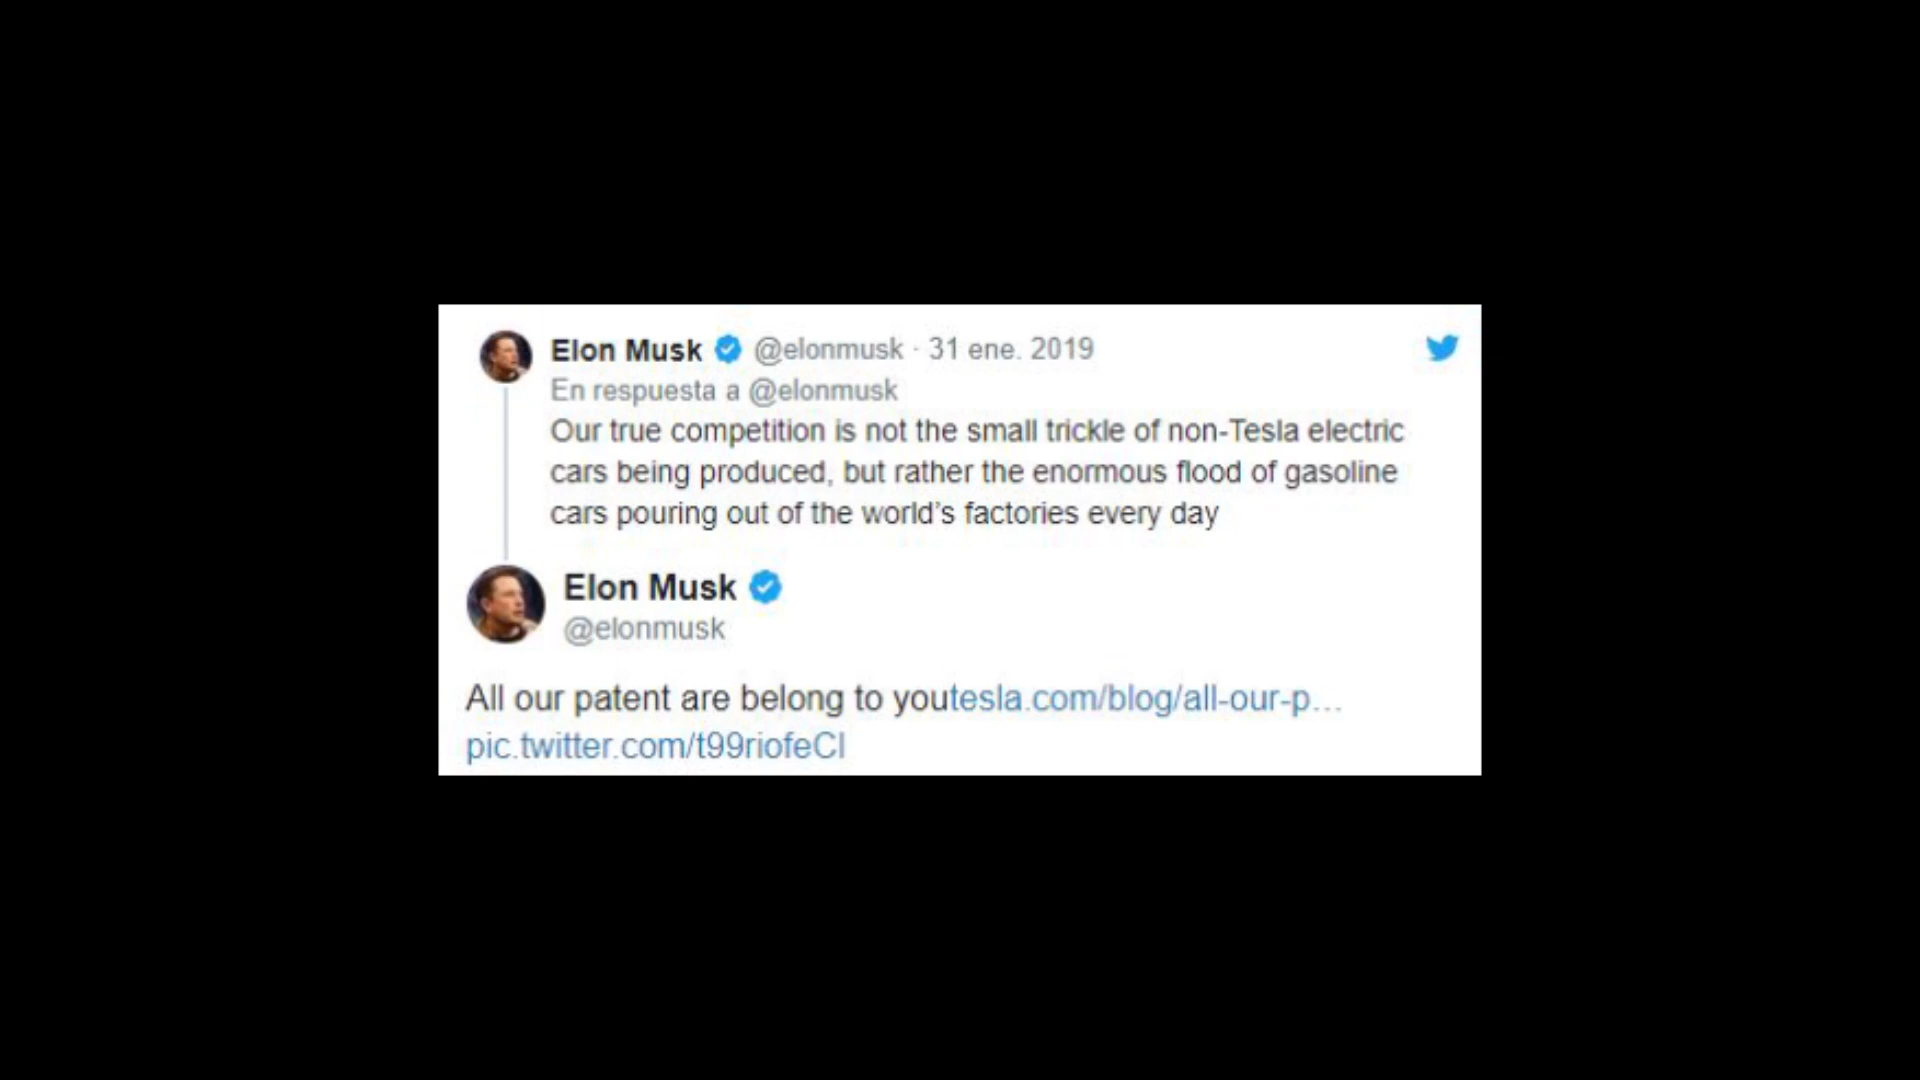 Elon Musk @elonmusk · 31 ene. 2019
En respuesta a @elonmusk
Our true competition is not the small trickle of non-Tesla electric
cars being produced, but rather the enormous flood of gasoline
cars pouring out of the world’s factories every day
Elon Musk
@elonmusk
All our patent are belong to youtesla.com/blog/all-our-p…
pic.twitter.com/t99riofeCI